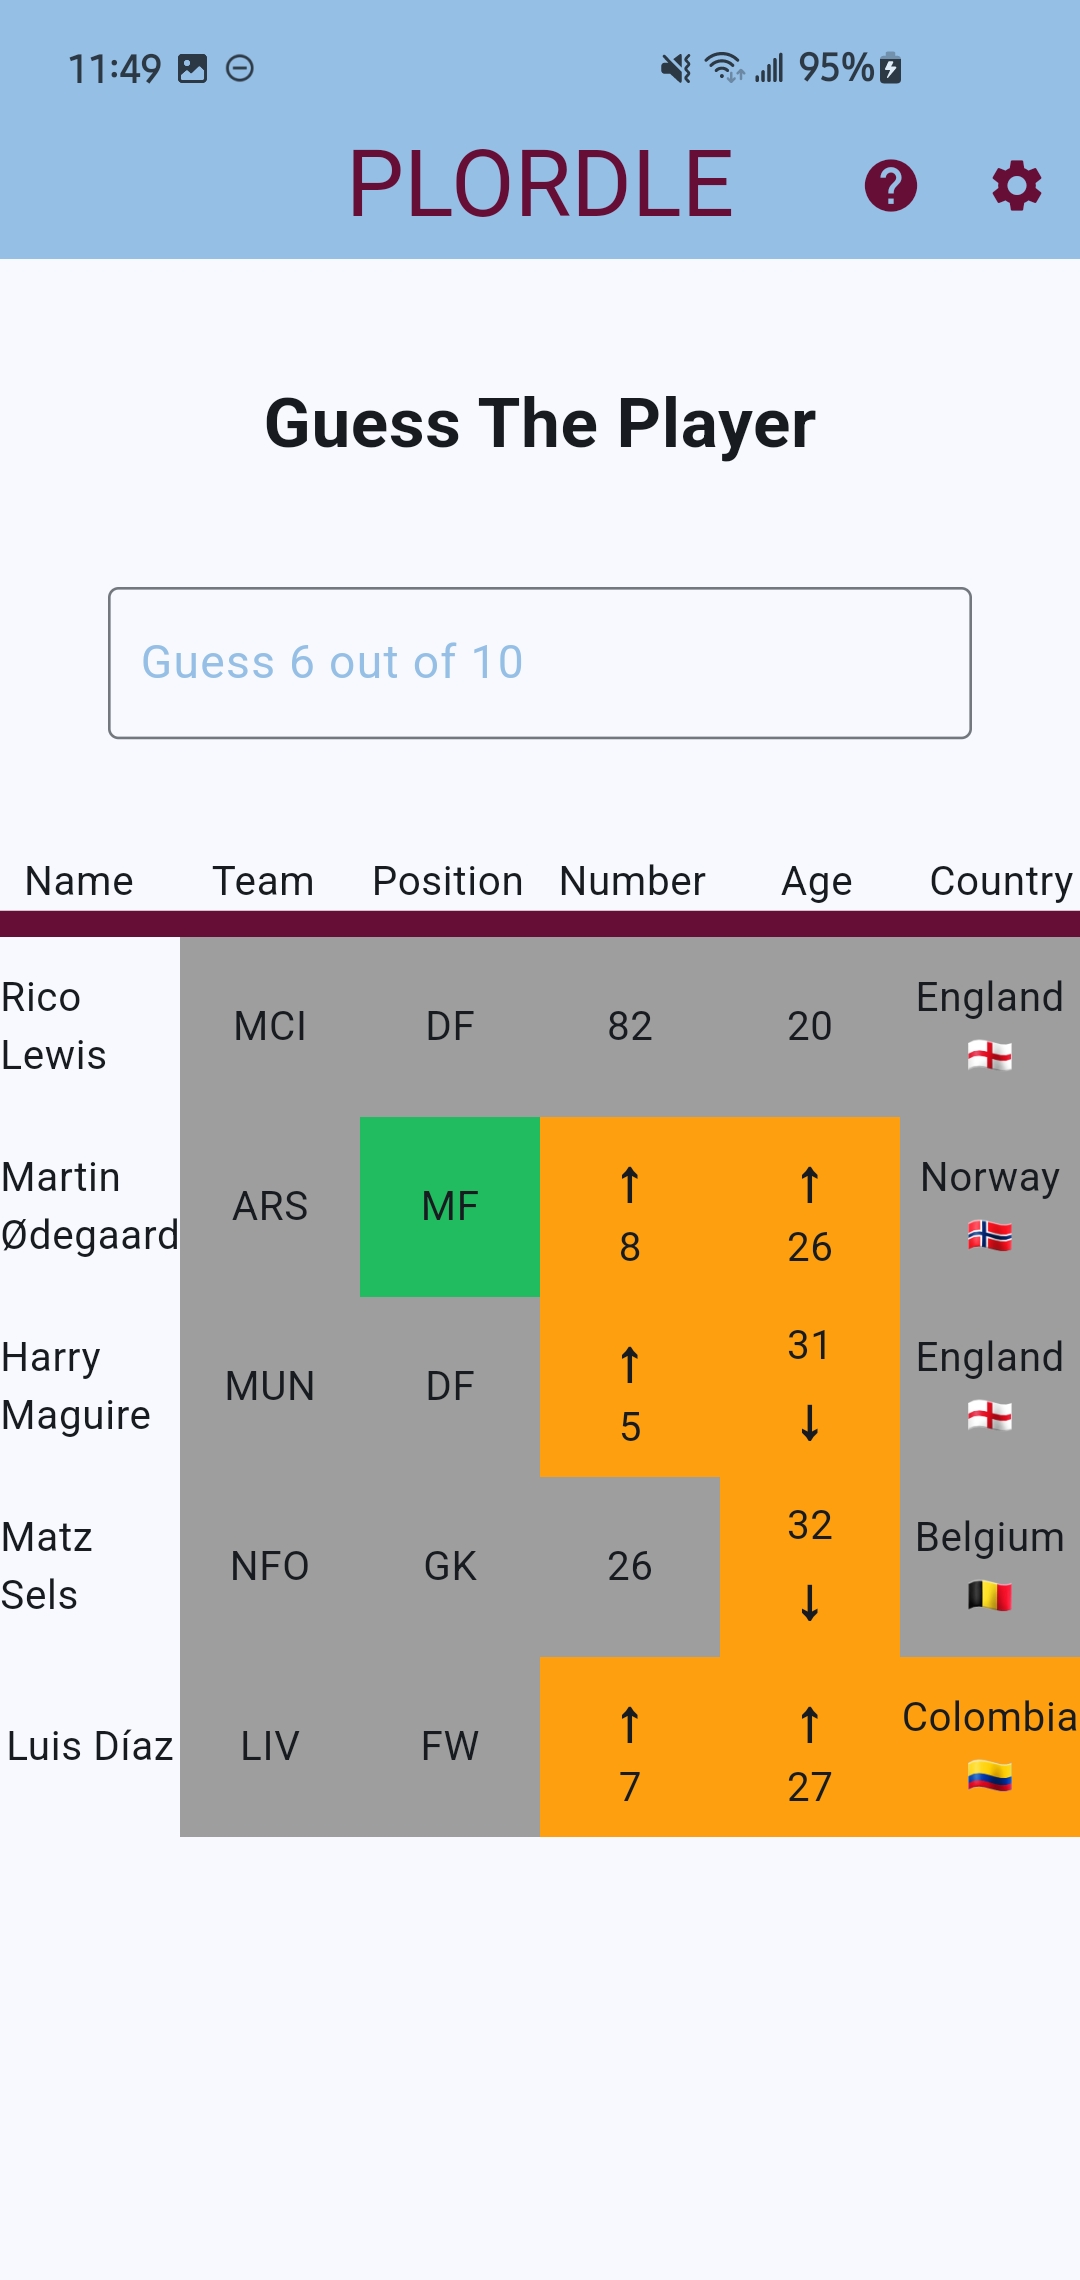 11:49 95%
PLORDLE
Guess The Player
Guess 6 out of 10
Name Team Position Number Age Country
Rico Lewis MCI DF 82 20 England
Martin Ødegaard ARS MF ↑ 8 ↑ 26 Norway
Harry Maguire MUN DF ↑ 5 31 ↓ England
Matz Sels NFO GK 26 32 ↓ Belgium
Luis Díaz LIV FW ↑ 7 ↑ 27 Colombia